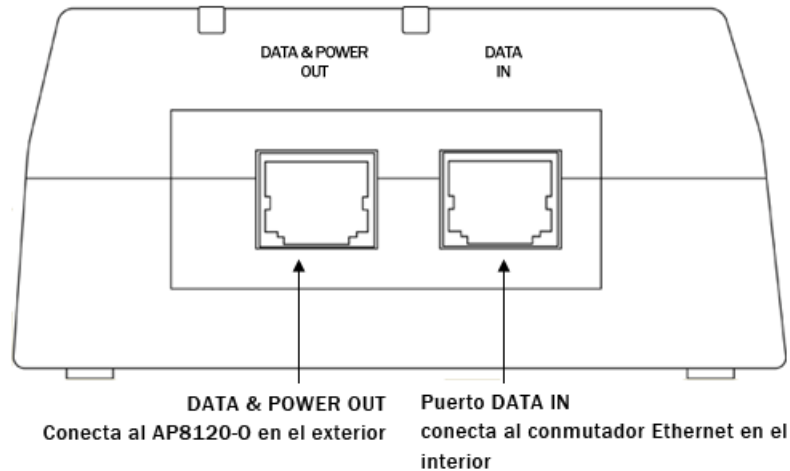 DATA & POWER
OUT
DATA
IN
DATA & POWER OUT
Conecta al AP8120-O en el exterior
Puerto DATA IN
conecta al conmutador Ethernet en el
interior